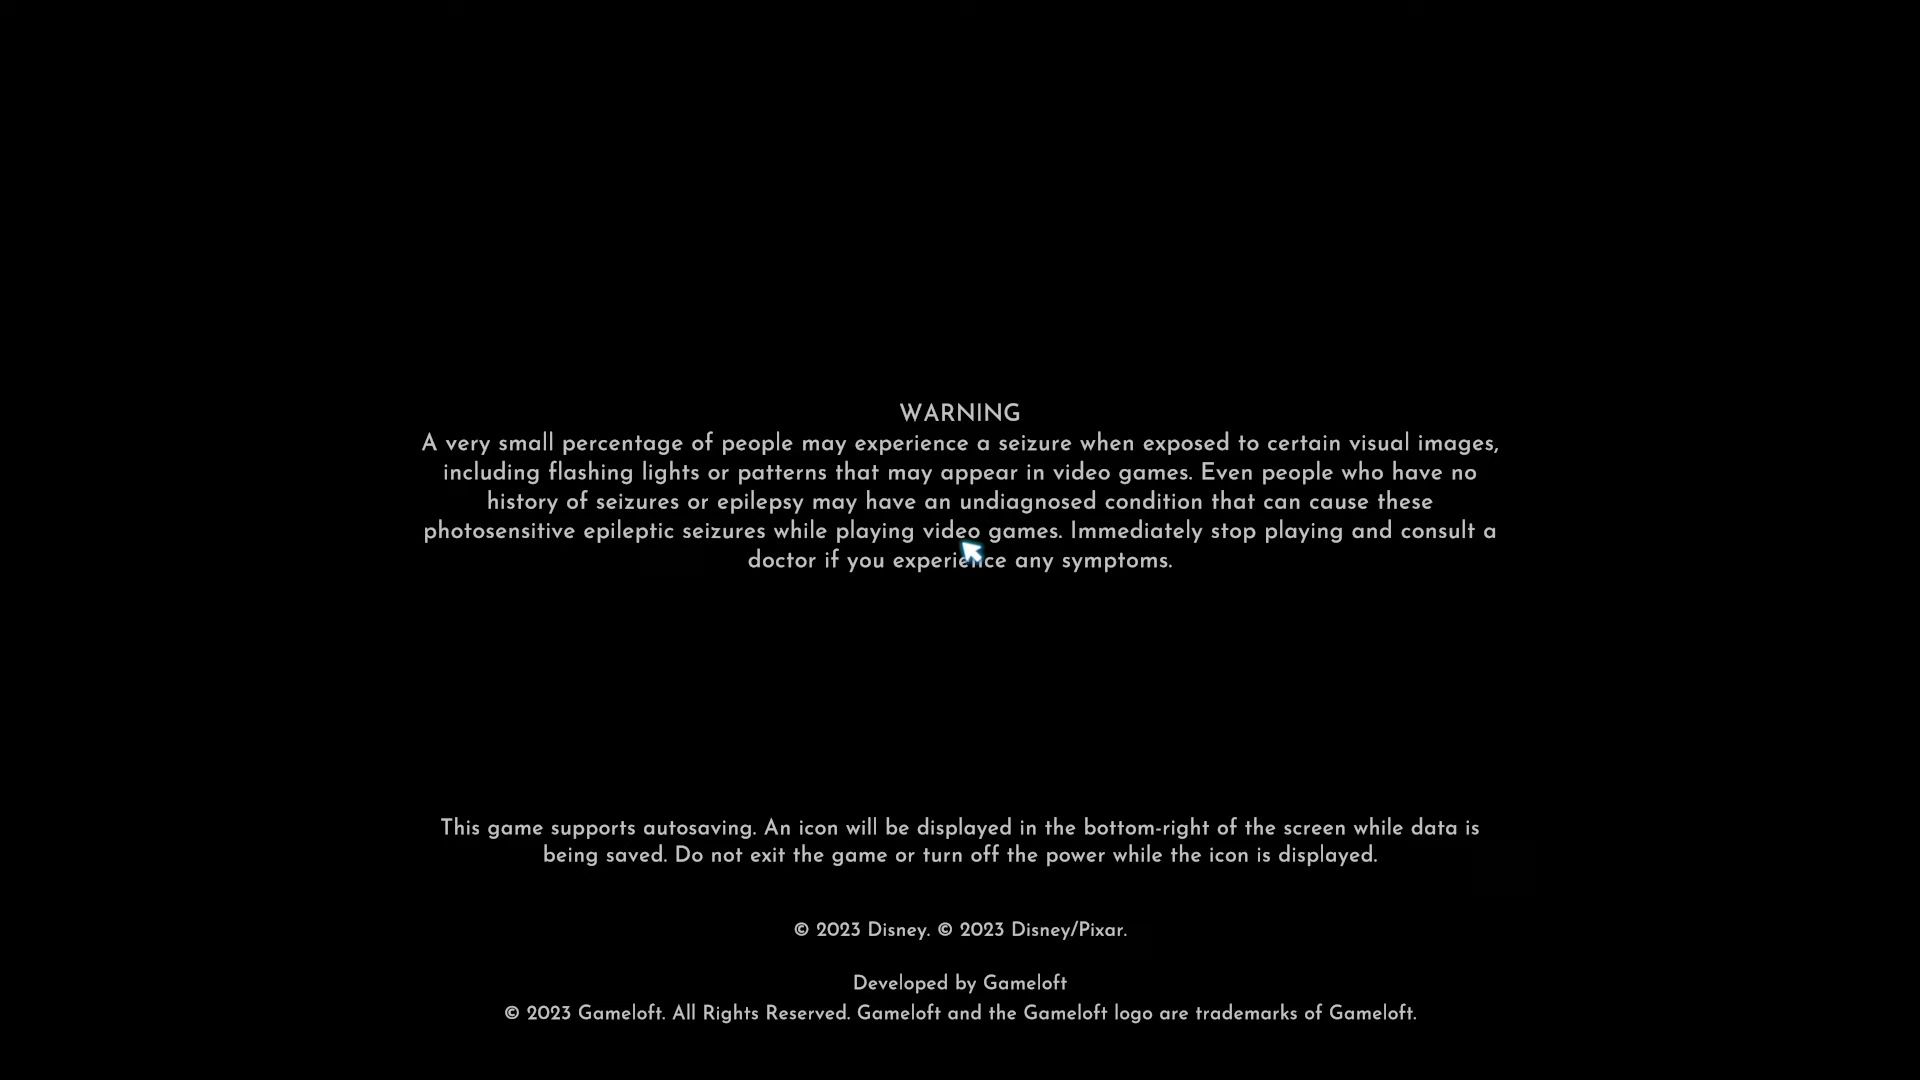 WARNING
A very small percentage of people may experience a seizure when exposed to certain visual images,
including flashing lights or patterns that may appear in video games. Even people who have no
history of seizures or epilepsy may have an undiagnosed condition that can cause these
photosensitive epileptic seizures while playing video games. Immediately stop playing and consult a
doctor if you experience any symptoms.
This game supports autosaving. An icon will be displayed in the bottom-right of the screen while data is
being saved. Do not exit the game or turn off the power while the icon is displayed.
© 2023 Disney. © 2023 Disney/Pixar.
Developed by Gameloft
© 2023 Gameloft. All Rights Reserved. Gameloft and the Gameloft logo are trademarks of Gameloft.